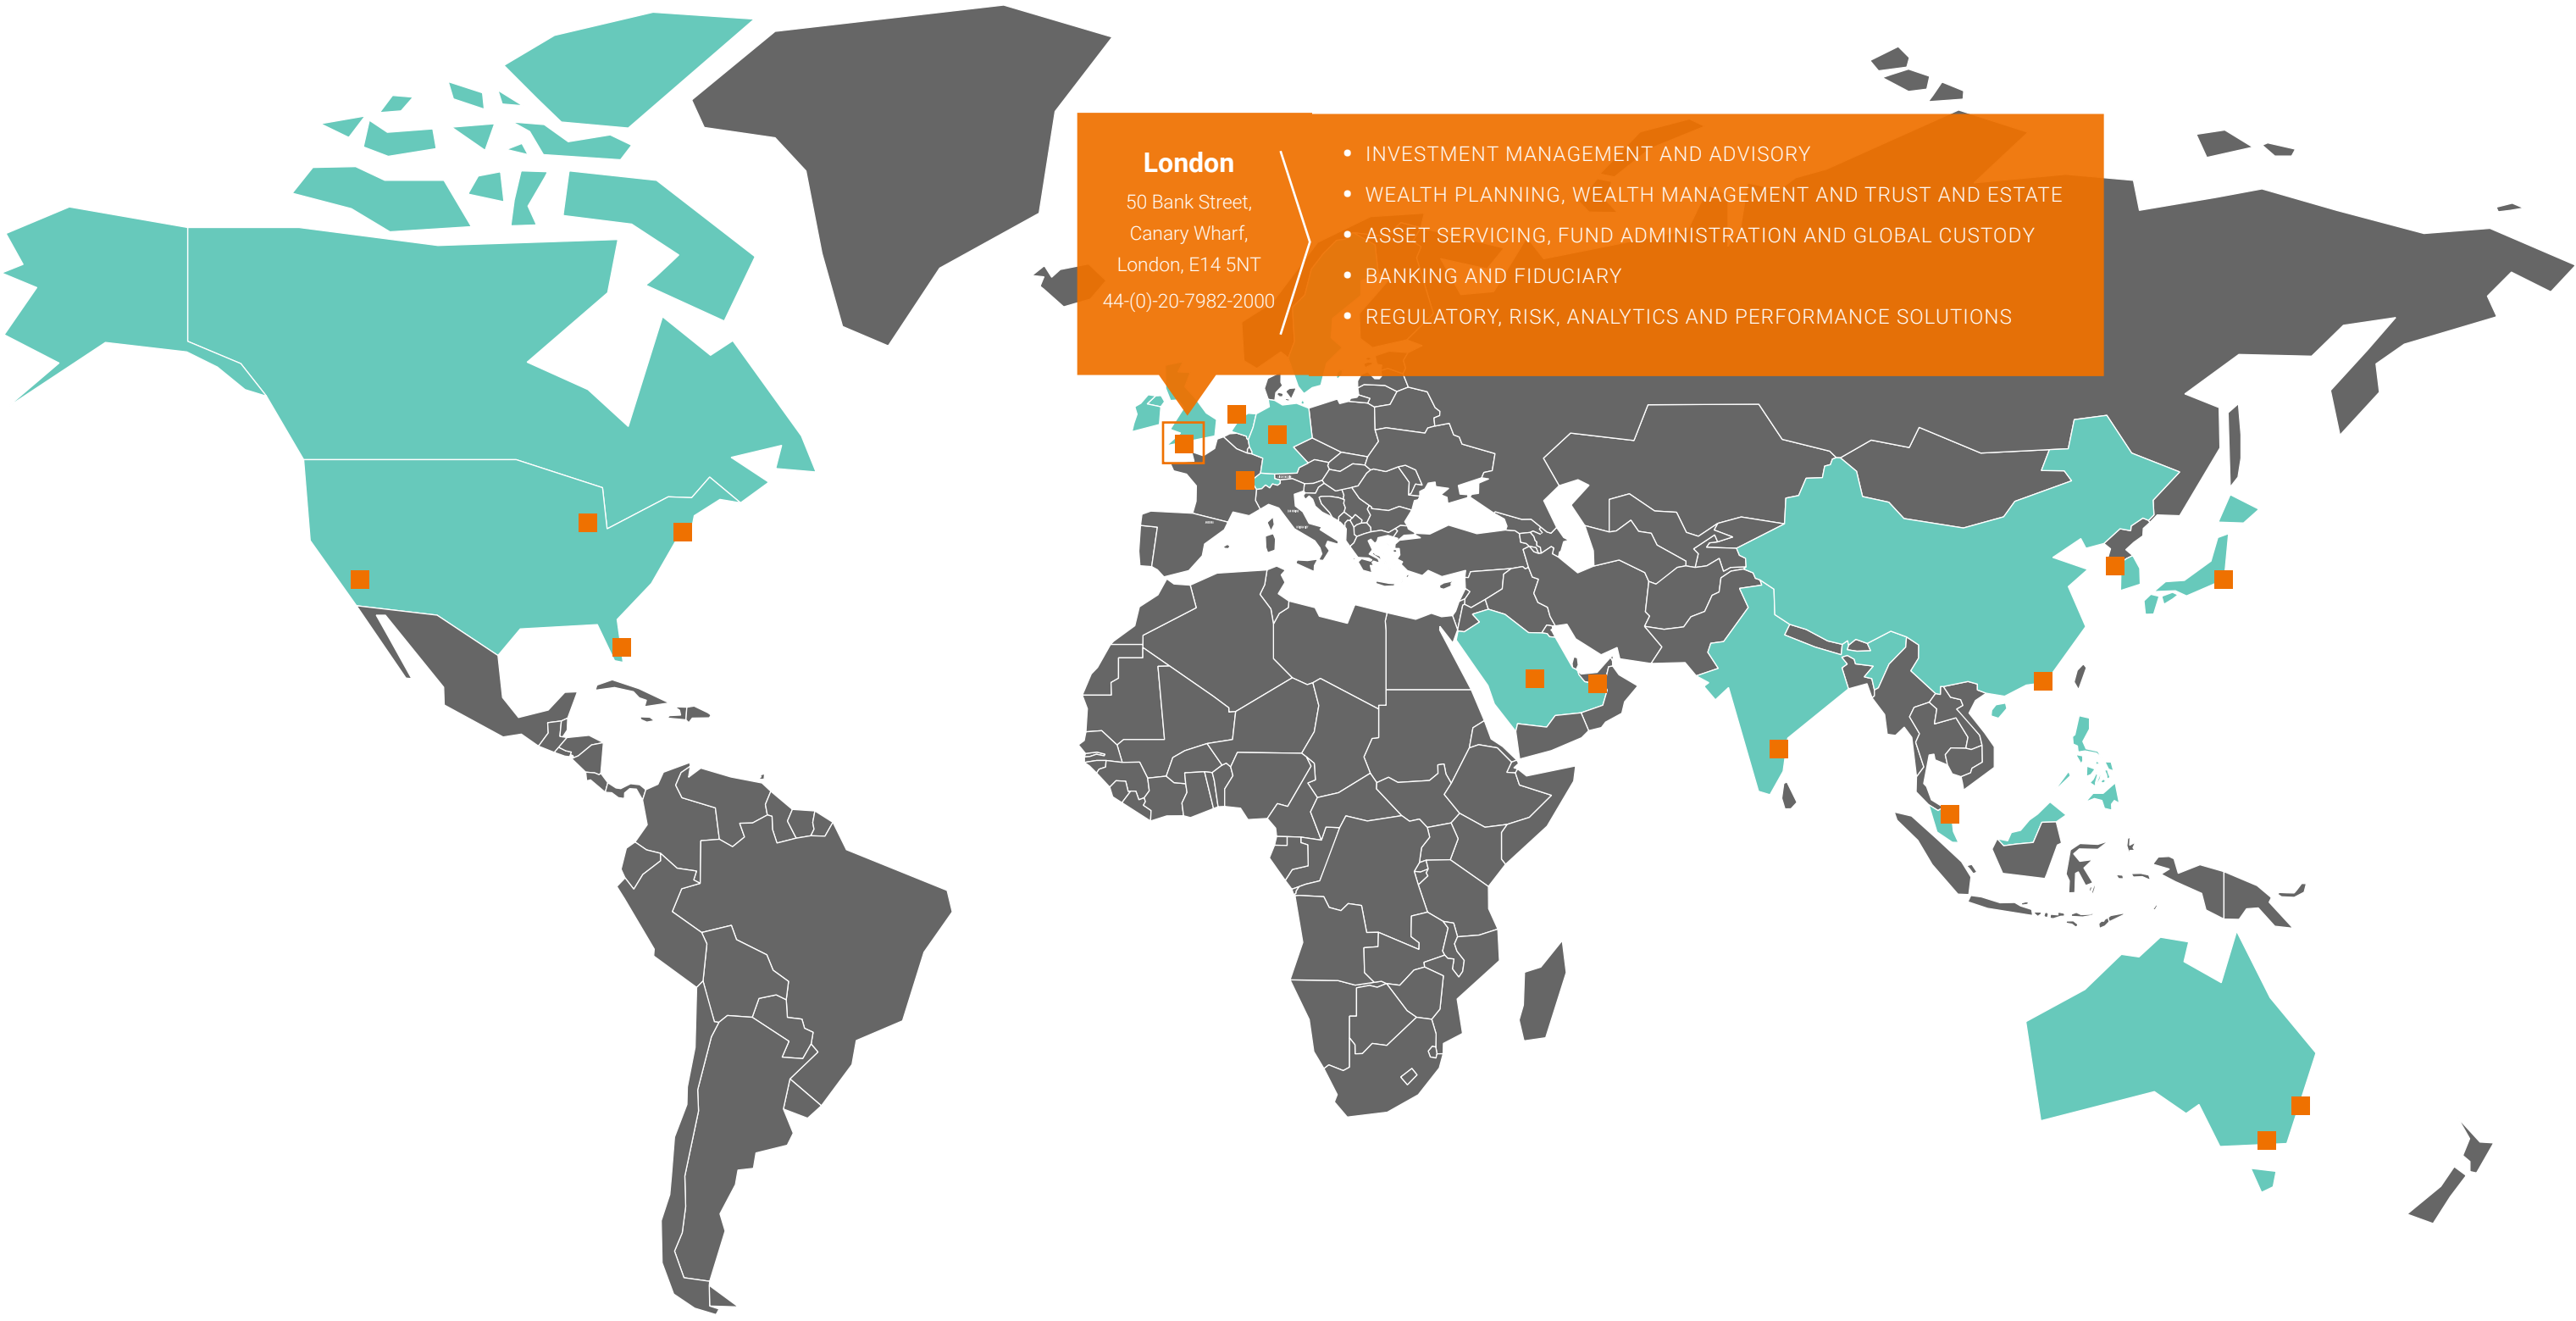 London
50 Bank Street,
Canary Wharf,
London, E14 5NT
44-(0)-20-7982-2000
• INVESTMENT MANAGEMENT AND ADVISORY
• WEALTH PLANNING, WEALTH MANAGEMENT AND TRUST AND ESTATE
• ASSET SERVICING, FUND ADMINISTRATION AND GLOBAL CUSTODY
• BANKING AND FIDUCIARY
• REGULATORY, RISK, ANALYTICS AND PERFORMANCE SOLUTIONS